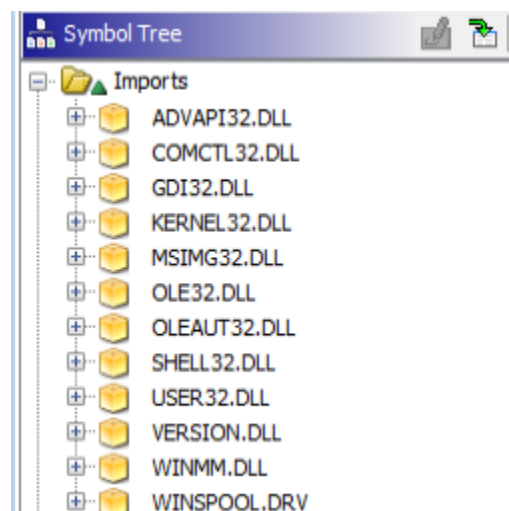 Symbol Tree
Imports
ADVAPI32.DLL
COMCTL32.DLL
GDI32.DLL
KERNEL32.DLL
MSIMG32.DLL
OLE32.DLL
OLEAUT32.DLL
SHELL32.DLL
USER32.DLL
VERSION.DLL
WINMM.DLL
WINSPOOL.DRV